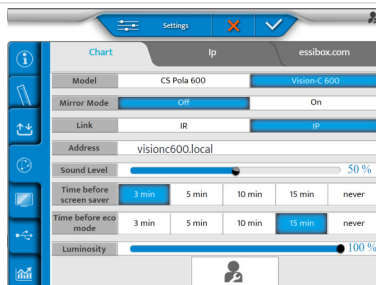 Settings
Chart Ip essibox.com
Model CS Pola 600 Vision-C 600
Mirror Mode Off On
Link IR IP
Address visionc600.local
Sound Level 50 %
Time before screen saver 3 min 5 min 10 min 15 min never
Time before eco mode 3 min 5 min 10 min 15 min never
Luminosity 100 %